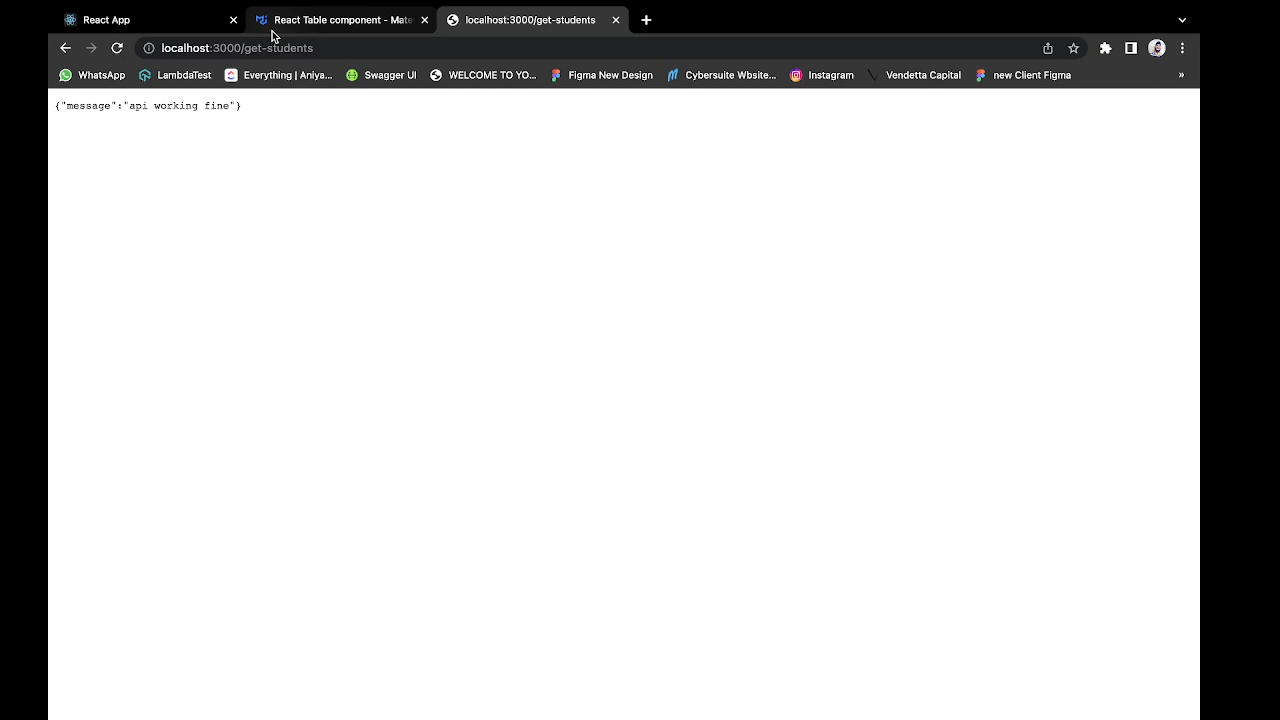 React App
React Table component - Mate
localhost:3000/get-students
localhost:3000/get-students
WhatsApp
LambdaTest
Everything | Aniya...
Swagger UI
WELCOME TO YO...
Figma New Design
Cybersuite Wbsite...
Instagram
Vendetta Capital
new Client Figma
»
{"message":"api working fine"}